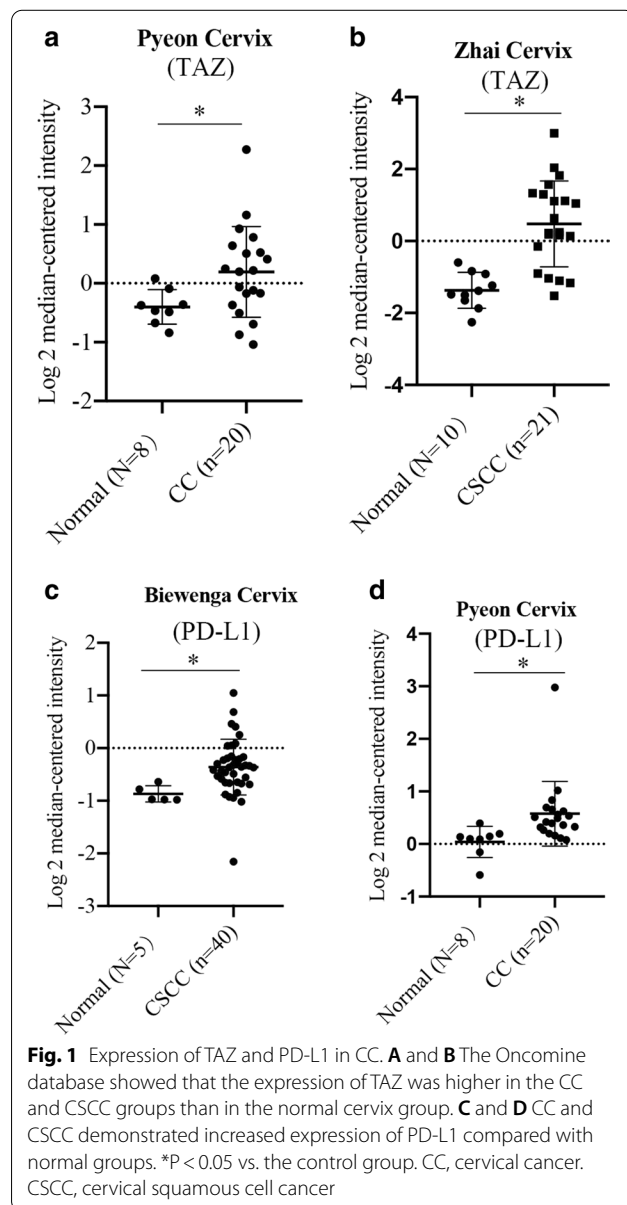 a
Pyeon Cervix
(TAZ)
*
Log 2 median-centered intensity
3
2
1
0
-1
-2
Normal (N=8)
CC (n=20)
b
Zhai Cervix
(TAZ)
*
Log 2 median-centered intensity
4
2
0
-2
-4
Normal (N=10)
CSCC (n=21)
c
Biewenga Cervix
(PD-L1)
*
Log 2 median-centered intensity
2
1
0
-1
-2
-3
Normal (N=5)
CSCC (n=40)
d
Pyeon Cervix
(PD-L1)
*
Log 2 median-centered intensity
4
3
2
1
0
-1
Normal (N=8)
CC (n=20)
Fig. 1 Expression of TAZ and PD-L1 in CC. A and B The Oncomine
database showed that the expression of TAZ was higher in the CC
and CSCC groups than in the normal cervix group. C and D CC and
CSCC demonstrated increased expression of PD-L1 compared with
normal groups. *P < 0.05 vs. the control group. CC, cervical cancer.
CSCC, cervical squamous cell cancer